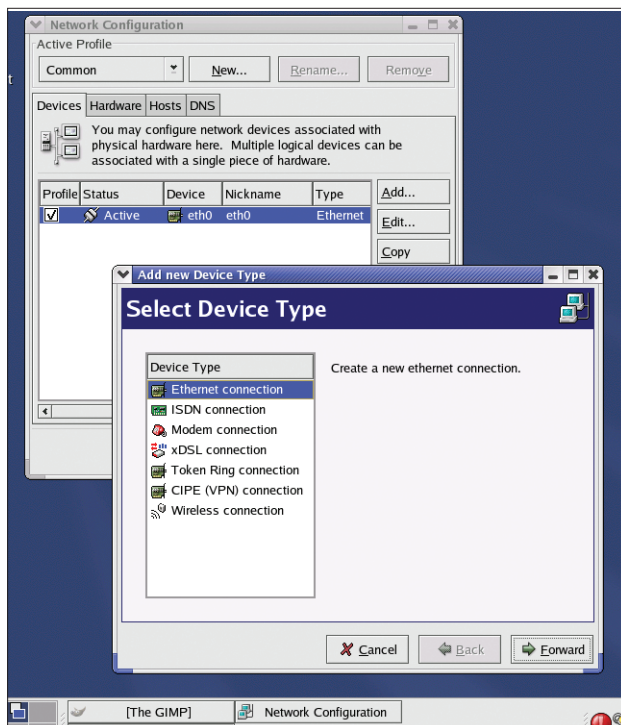 Network Configuration
Active Profile
Common
New...
Rename...
Remove
t
Devices Hardware Hosts DNS
You may configure network devices associated with
physical hardware here. Multiple logical devices can be
associated with a single piece of hardware.
Profile Status Device Nickname Type
Active eth0 eth0 Ethernet
Add...
Edit...
Copy
Add new Device Type
Select Device Type
Device Type
Ethernet connection
ISDN connection
Modem connection
xDSL connection
Token Ring connection
CIPE (VPN) connection
Wireless connection
Create a new ethernet connection.
Cancel
Back
Forward
[The GIMP]
Network Configuration